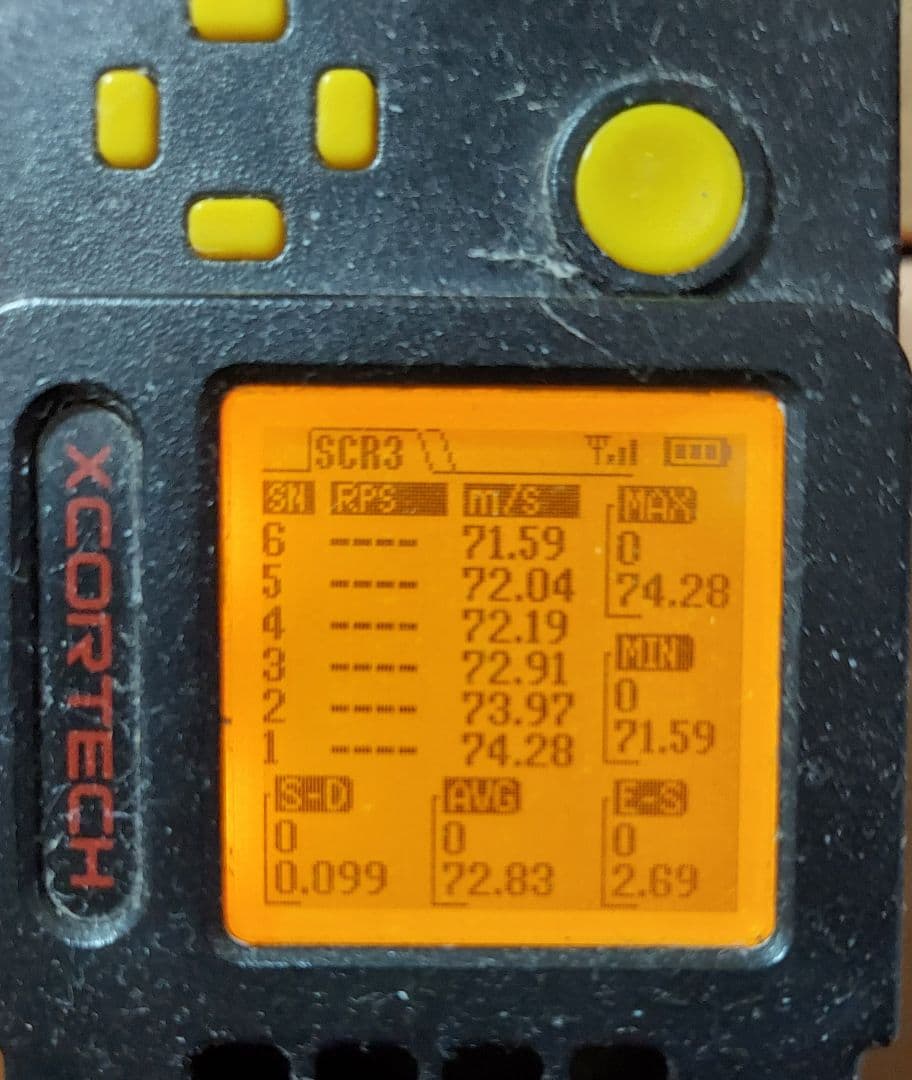 XCORTECH
SCR3
SN RPS m/s
6 ---- 71.59
5 ---- 72.04
4 ---- 72.19
3 ---- 72.91
2 ---- 73.97
1 ---- 74.28
MAX
0
74.28
MIN
0
71.59
S-D
0
0.099
AVG
0
72.83
E-S
0
2.69